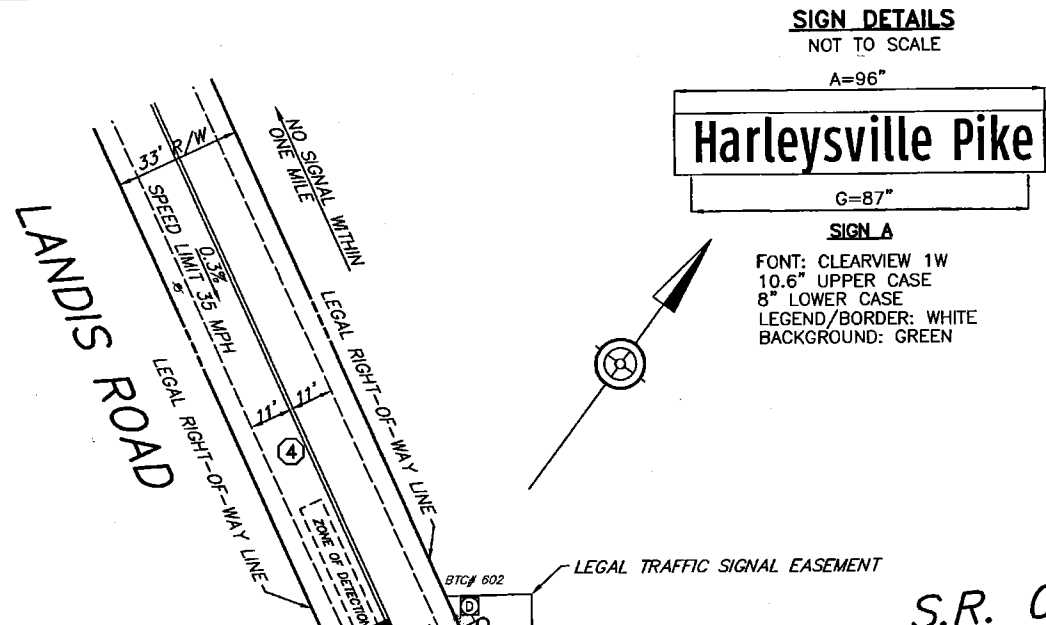 SIGN DETAILS
NOT TO SCALE
A=96"
Harleysville Pike
G=87"
SIGN A
FONT: CLEARVIEW 1W
10.6" UPPER CASE
8" LOWER CASE
LEGEND/BORDER: WHITE
BACKGROUND: GREEN
33' R/W
NO SIGNAL WITHIN
ONE MILE
SPEED LIMIT 35 MPH
0.3%
LANDIS ROAD
LEGAL RIGHT-OF-WAY LINE
LEGAL RIGHT-OF-WAY LINE
11' 11'
4
ZONE OF DETECTION
BTC# 602
D
LEGAL TRAFFIC SIGNAL EASEMENT
S.R.